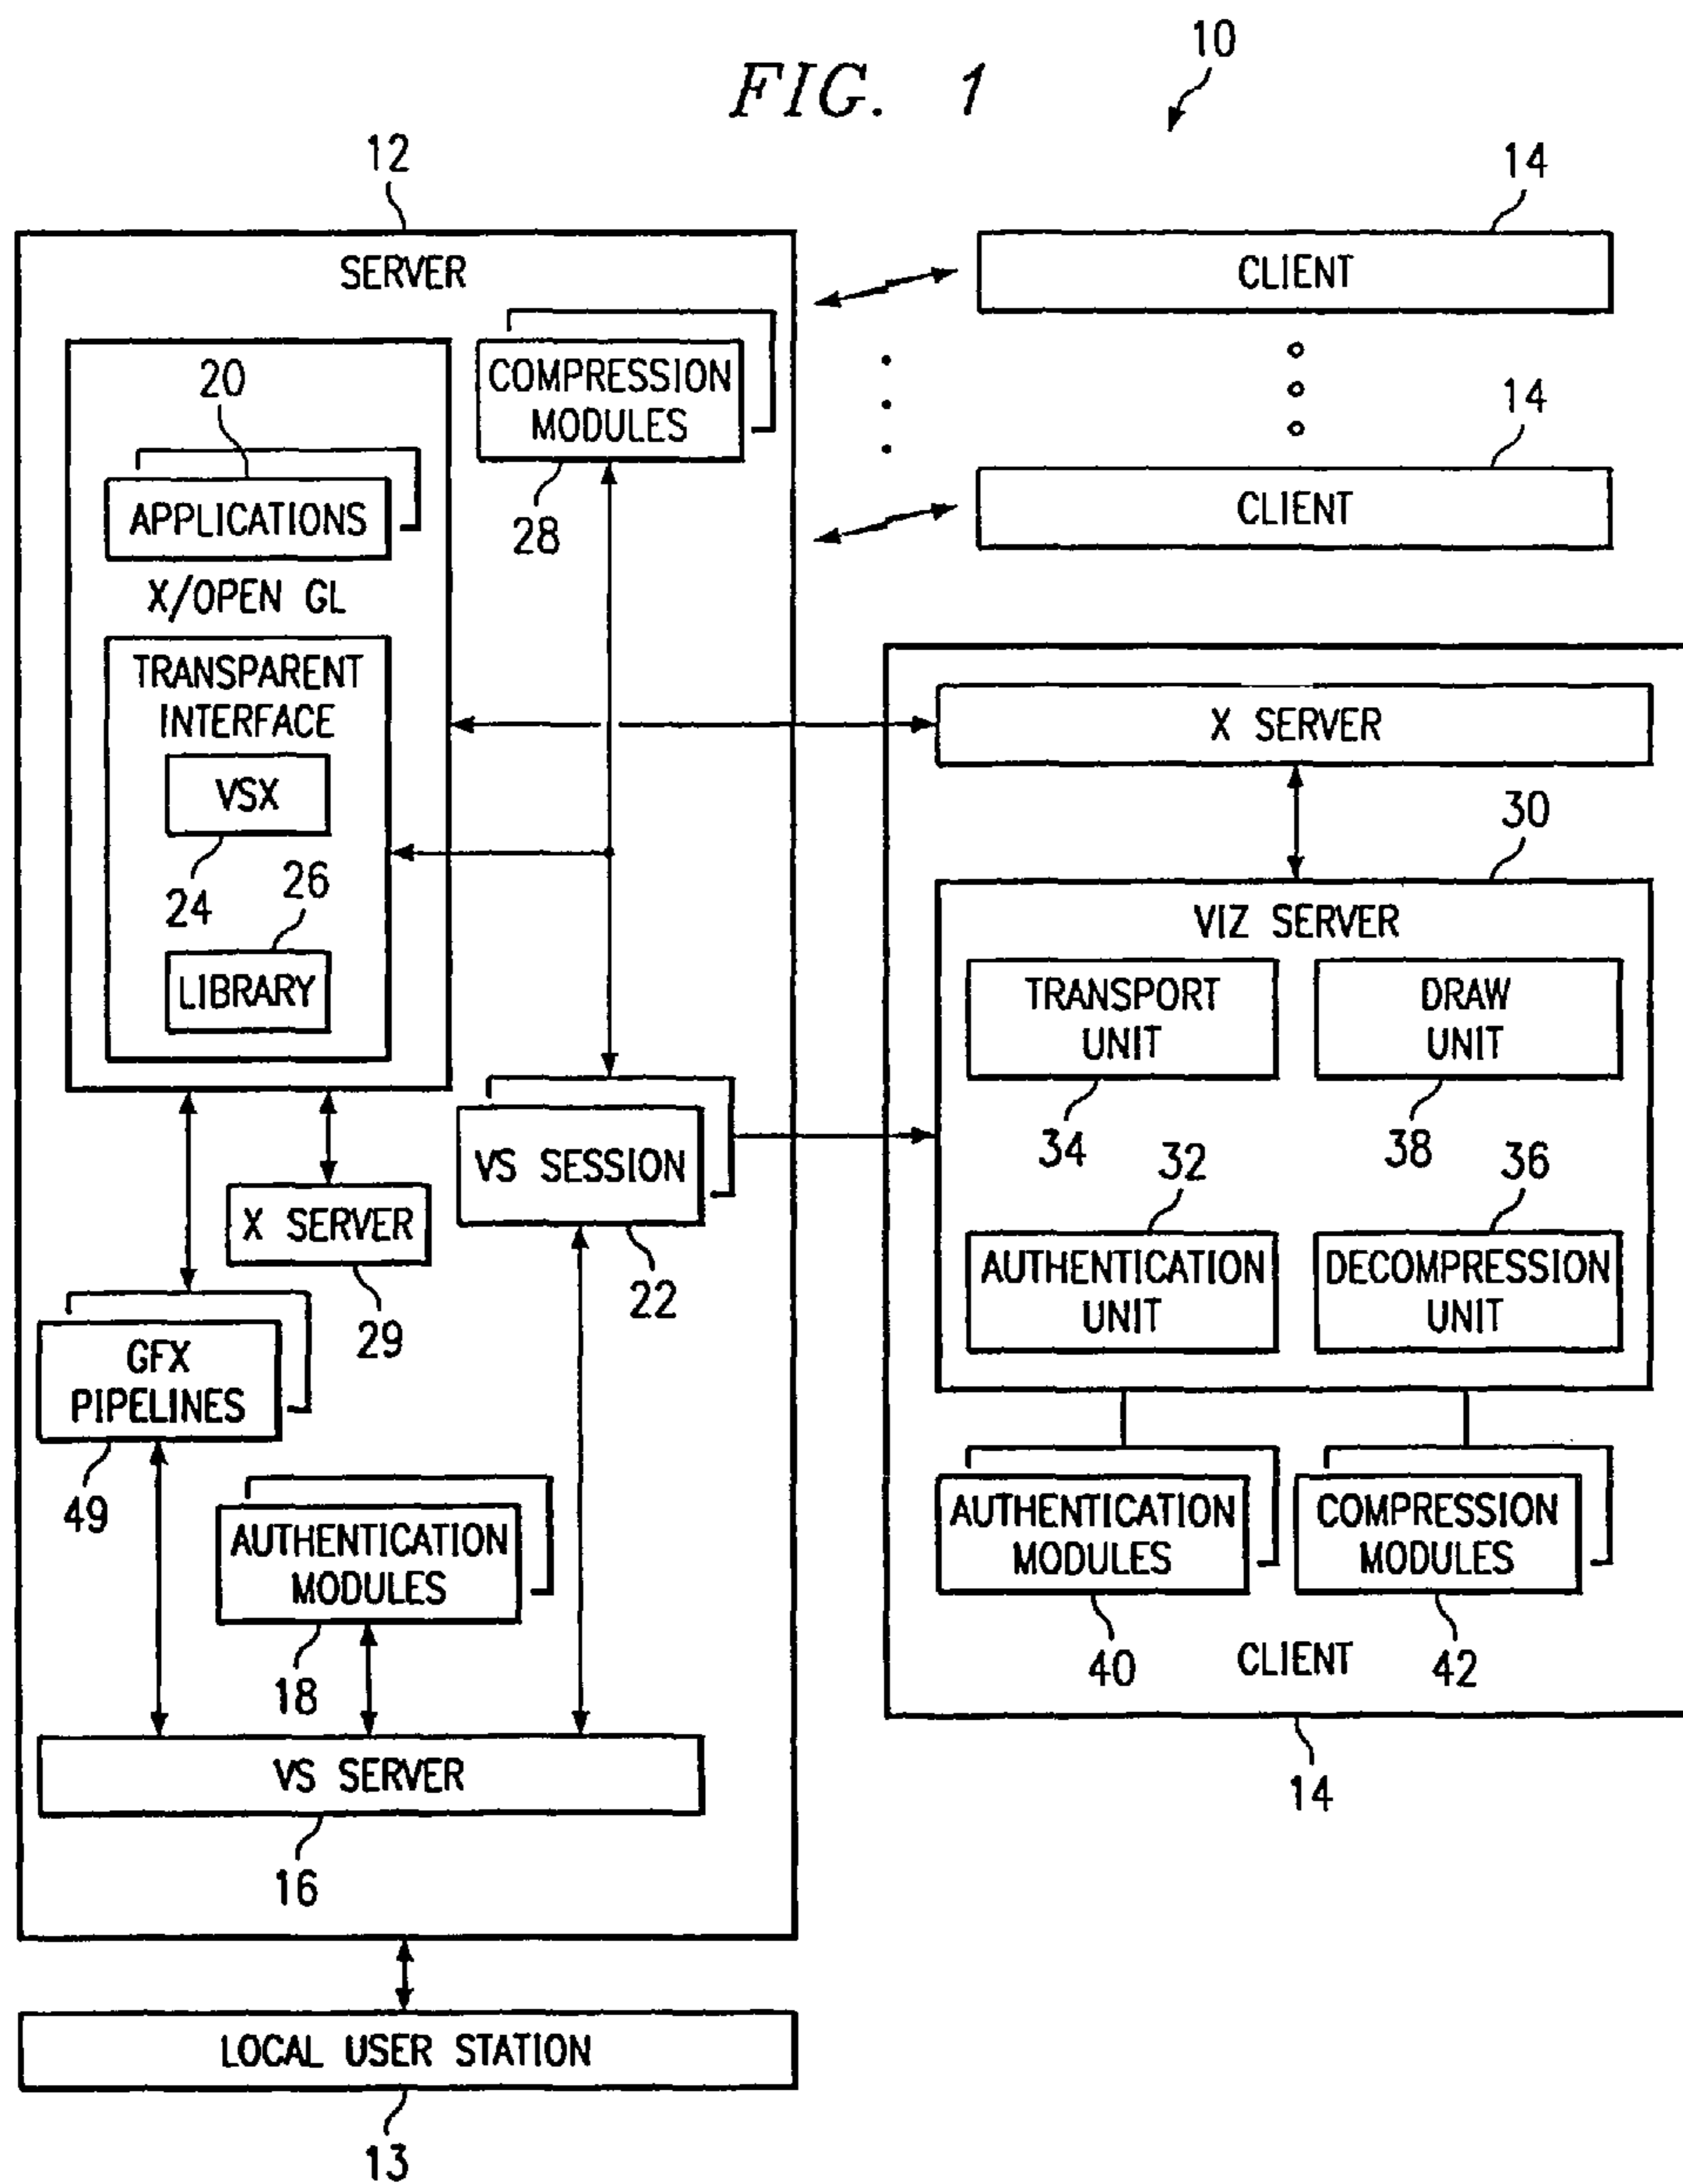 FIG. 1
10
12
SERVER
14
CLIENT
COMPRESSION
MODULES
28
20
APPLICATIONS
X/OPEN GL
14
CLIENT
TRANSPARENT
INTERFACE
VSX
24
26
LIBRARY
X SERVER
30
VIZ SERVER
TRANSPORT
UNIT
34
DRAW
UNIT
38
VS SESSION
22
X SERVER
29
32
AUTHENTICATION
UNIT
36
DECOMPRESSION
UNIT
GFX
PIPELINES
49
AUTHENTICATION
MODULES
18
AUTHENTICATION
MODULES
40
COMPRESSION
MODULES
42
CLIENT
14
VS SERVER
16
LOCAL USER STATION
13